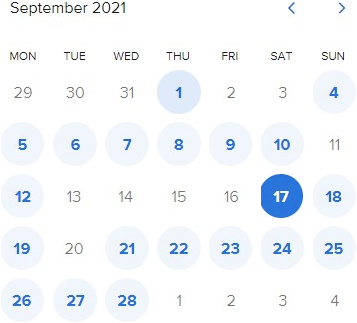 September 2021
MON TUE WED THU FRI SAT SUN
29 30 31 1 2 3 4
5 6 7 8 9 10 11
12 13 14 15 16 17 18
19 20 21 22 23 24 25
26 27 28 1 2 3 4